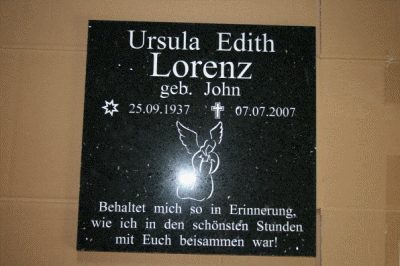 Ursula Edith
Lorenz
geb. John
25.09.1937 07.07.2007
Behaltet mich so in Erinnerung,
wie ich in den schönsten Stunden
mit Euch beisammen war!